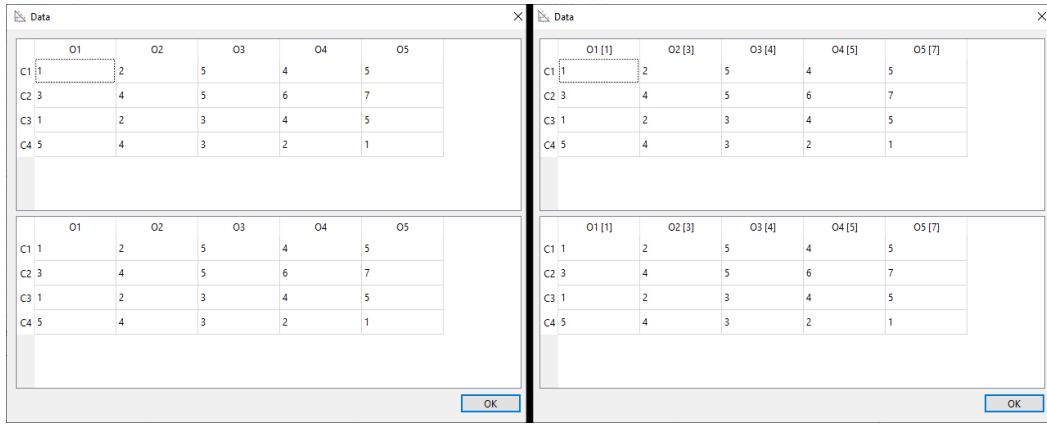 Data
O1 O2 O3 O4 O5
C1 1 2 5 4 5
C2 3 4 5 6 7
C3 1 2 3 4 5
C4 5 4 3 2 1
O1 O2 O3 O4 O5
C1 1 2 5 4 5
C2 3 4 5 6 7
C3 1 2 3 4 5
C4 5 4 3 2 1
OK
Data
O1 [1] O2 [3] O3 [4] O4 [5] O5 [7]
C1 1 2 5 4 5
C2 3 4 5 6 7
C3 1 2 3 4 5
C4 5 4 3 2 1
O1 [1] O2 [3] O3 [4] O4 [5] O5 [7]
C1 1 2 5 4 5
C2 3 4 5 6 7
C3 1 2 3 4 5
C4 5 4 3 2 1
OK